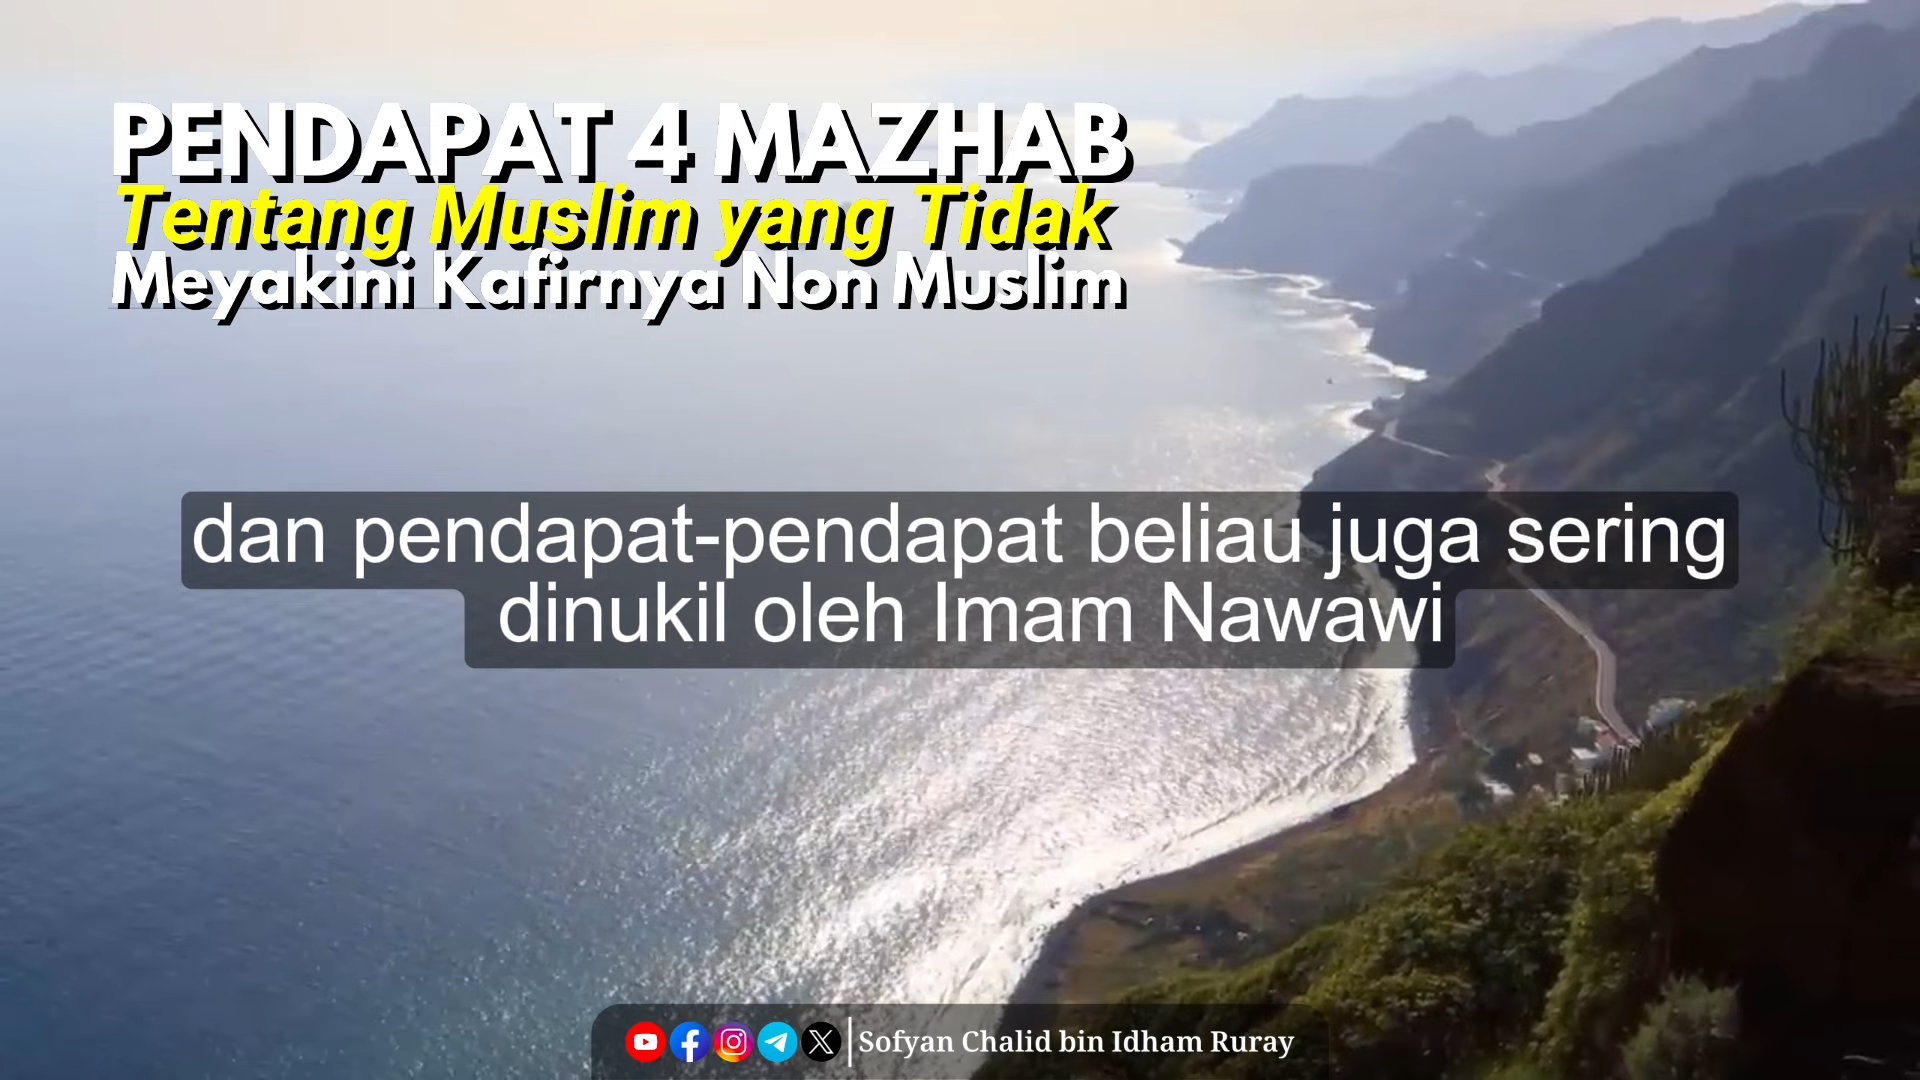 PENDAPAT 4 MAZHAB
Tentang Muslim yang Tidak
Meyakini Kafirnya Non Muslim
dan pendapat-pendapat beliau juga sering
dinukil oleh Imam Nawawi
Sofyan Chalid bin Idham Ruray